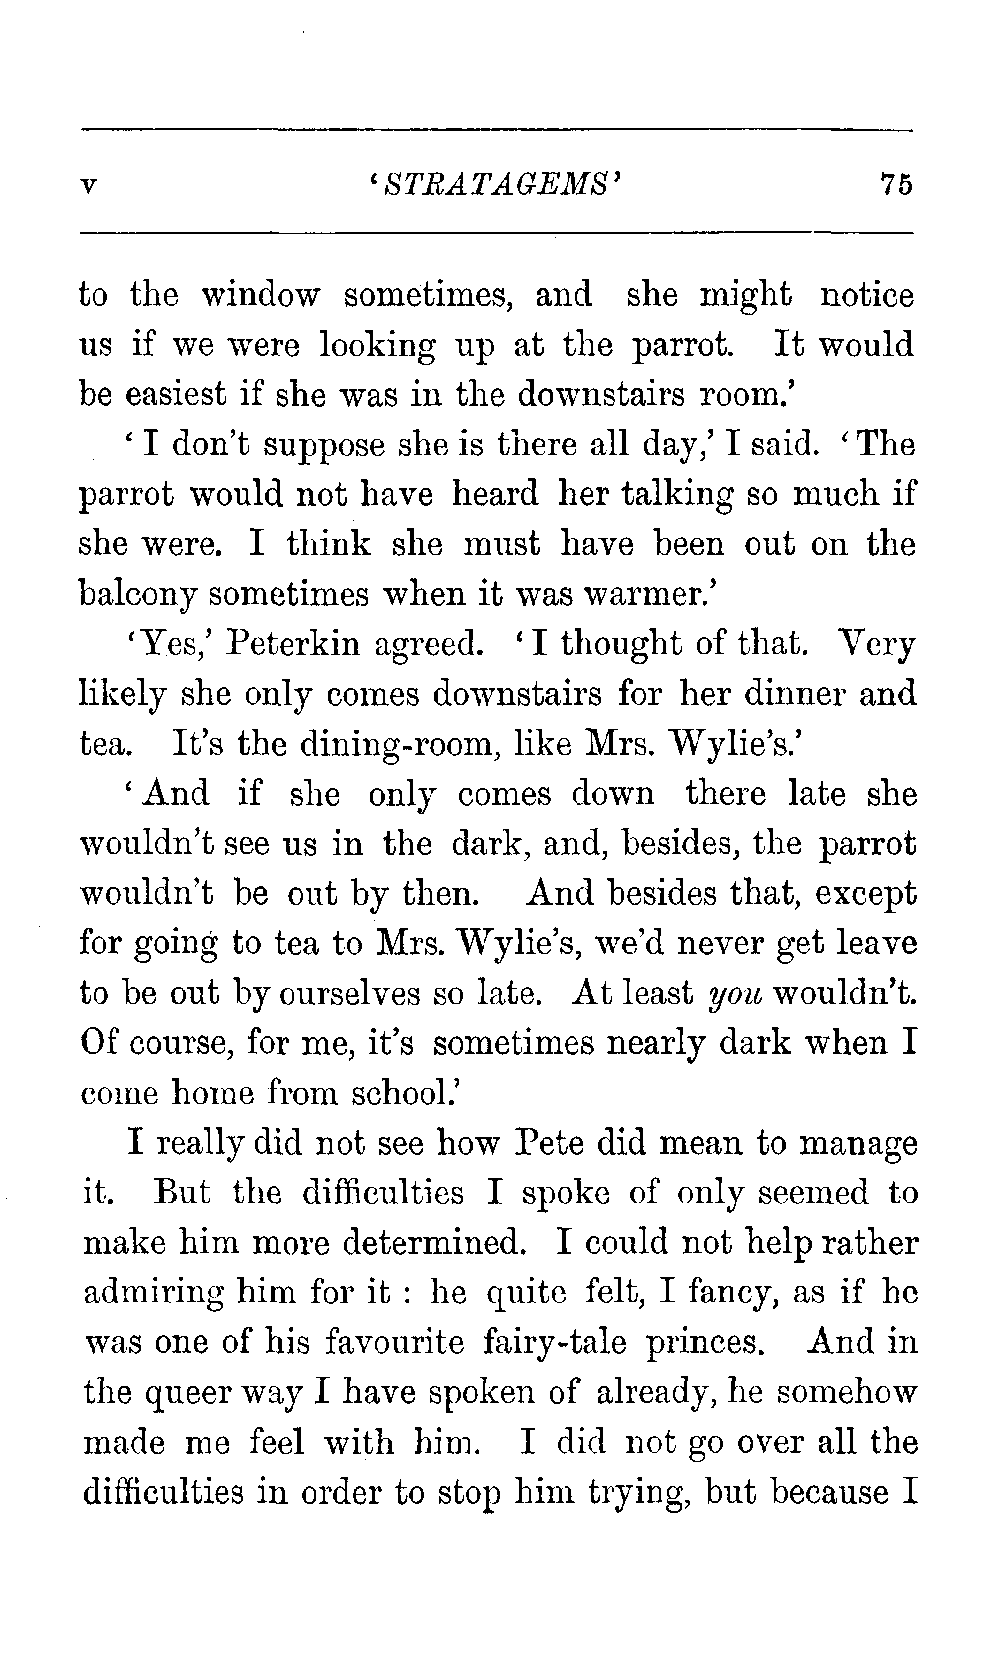 v ‘STRATAGEMS’ 75
to the window sometimes, and she might notice
us if we were looking up at the parrot. It would
be easiest if she was in the downstairs room.’
‘I don’t suppose she is there all day,’ I said. ‘The
parrot would not have heard her talking so much if
she were. I think she must have been out on the
balcony sometimes when it was warmer.’
‘Yes,’ Peterkin agreed. ‘I thought of that. Very
likely she only comes downstairs for her dinner and
tea. It’s the dining-room, like Mrs. Wylie’s.’
‘And if she only comes down there late she
wouldn’t see us in the dark, and, besides, the parrot
wouldn’t be out by then. And besides that, except
for going to tea to Mrs. Wylie’s, we’d never get leave
to be out by ourselves so late. At least you wouldn’t.
Of course, for me, it’s sometimes nearly dark when I
come home from school.’
I really did not see how Pete did mean to manage
it. But the difficulties I spoke of only seemed to
make him more determined. I could not help rather
admiring him for it : he quite felt, I fancy, as if he
was one of his favourite fairy-tale princes. And in
the queer way I have spoken of already, he somehow
made me feel with him. I did not go over all the
difficulties in order to stop him trying, but because I